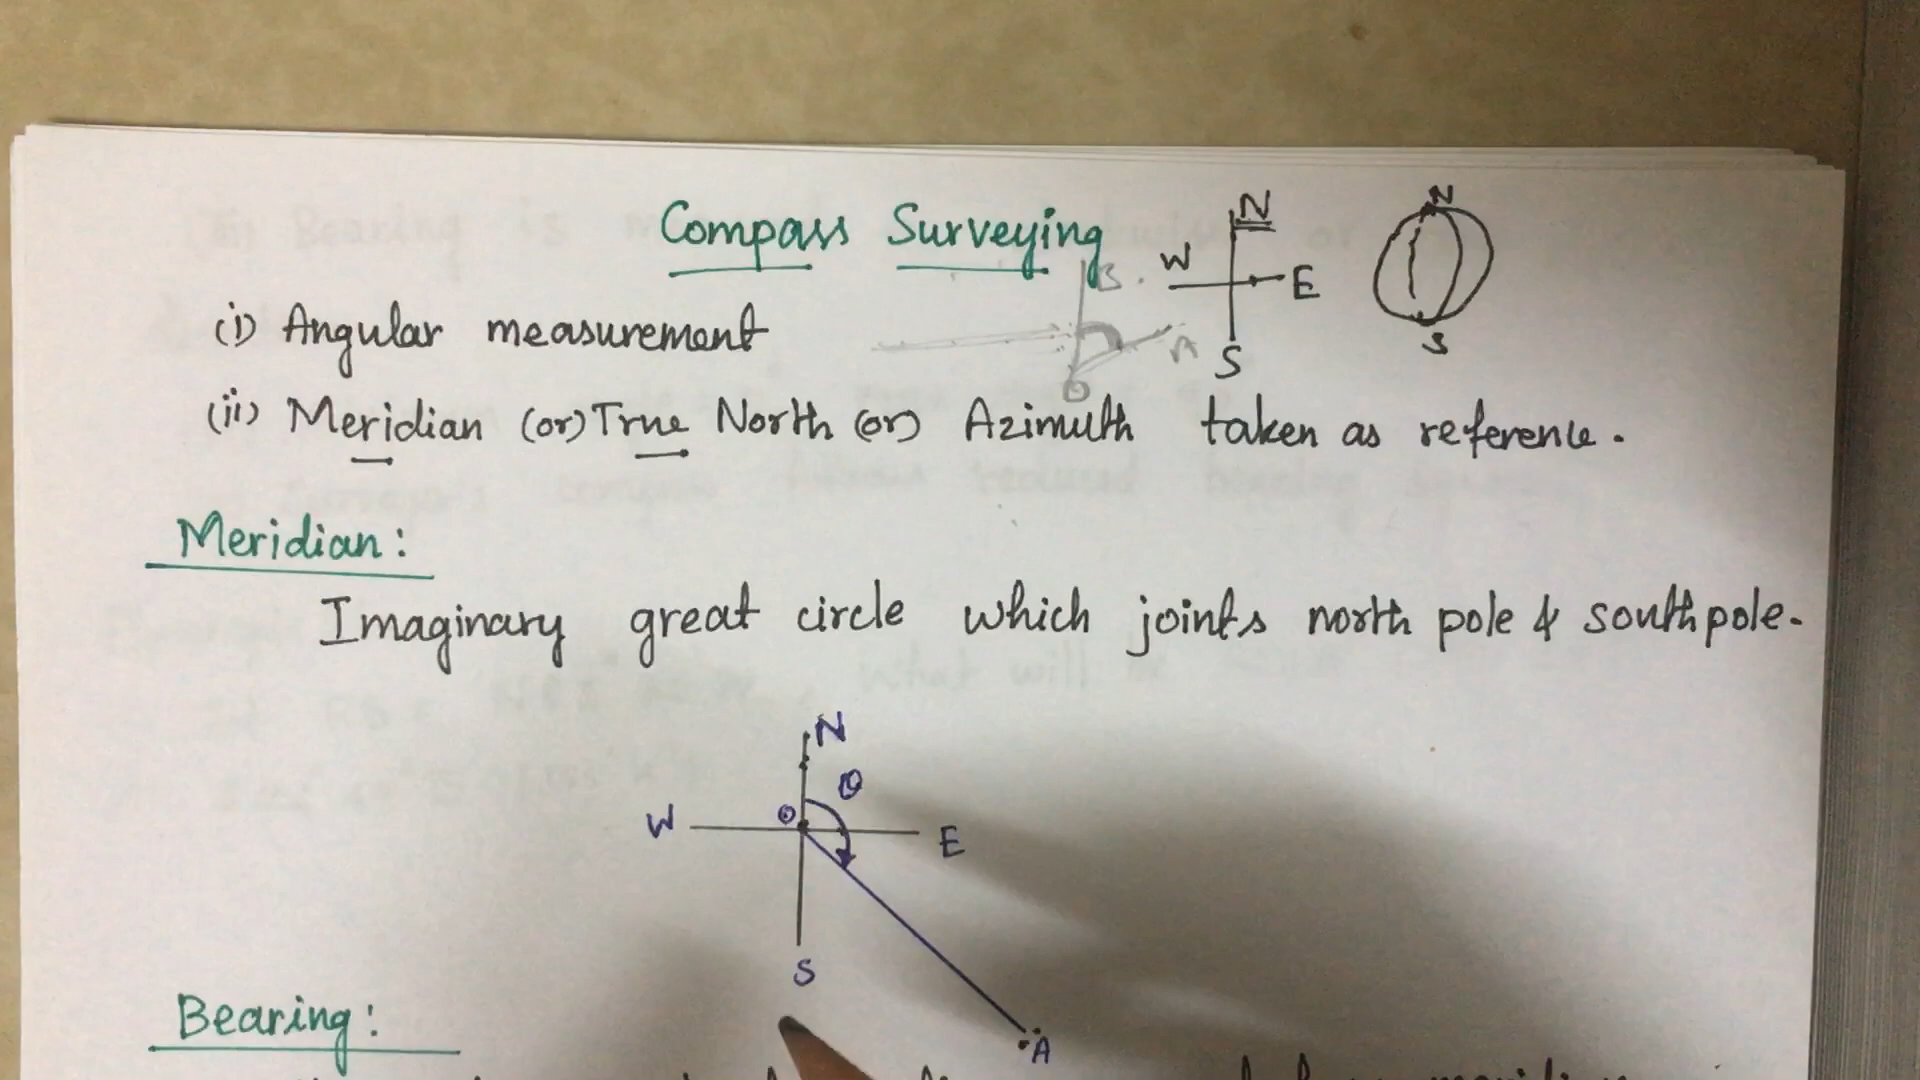 Compass Surveying
N
W
E
S
N
S
B
A
O
(i) Angular measurement
(ii) Meridian (or) True North (or) Azimuth taken as reference.
Meridian:
Imaginary great circle which joints north pole & southpole.
N
θ
O
W
E
S
A
Bearing: